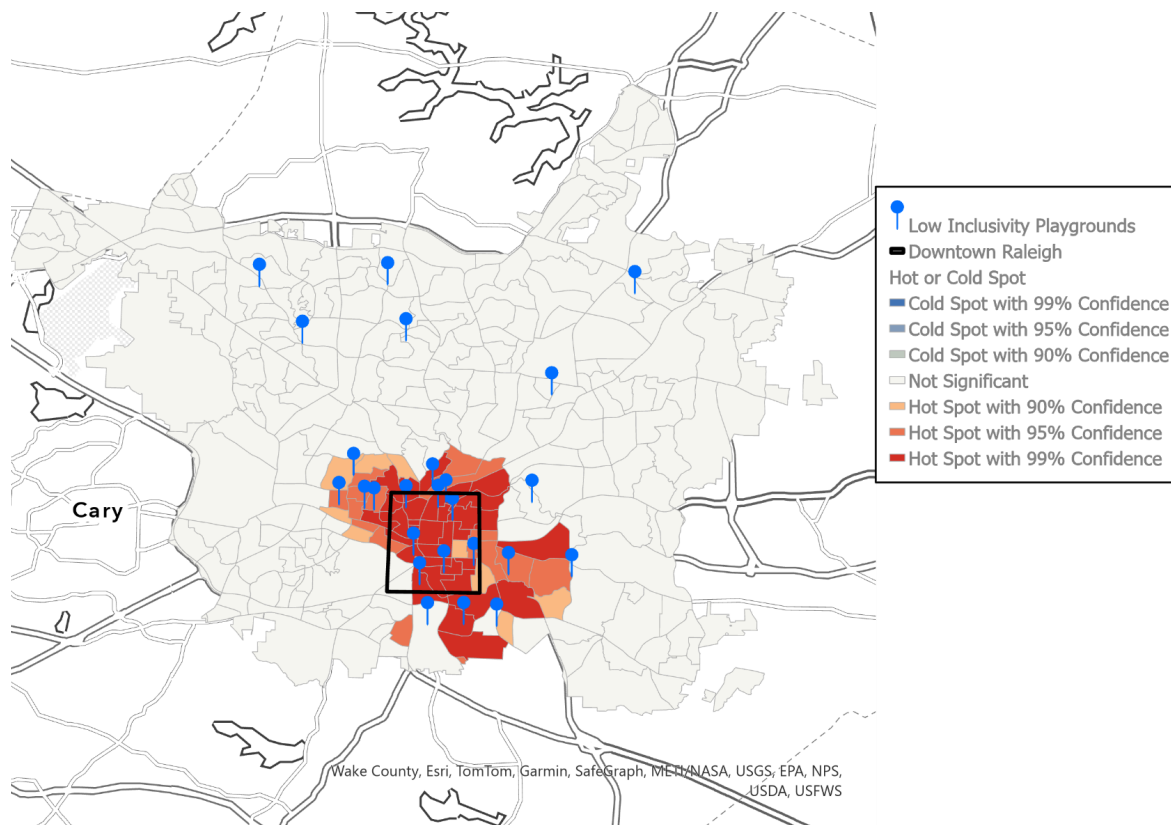 Low Inclusivity Playgrounds
Downtown Raleigh
Hot or Cold Spot
Cold Spot with 99% Confidence
Cold Spot with 95% Confidence
Cold Spot with 90% Confidence
Not Significant
Hot Spot with 90% Confidence
Hot Spot with 95% Confidence
Hot Spot with 99% Confidence
Cary
Wake County, Esri, TomTom, Garmin, SafeGraph, METI/NASA, USGS, EPA, NPS,
USDA, USFWS